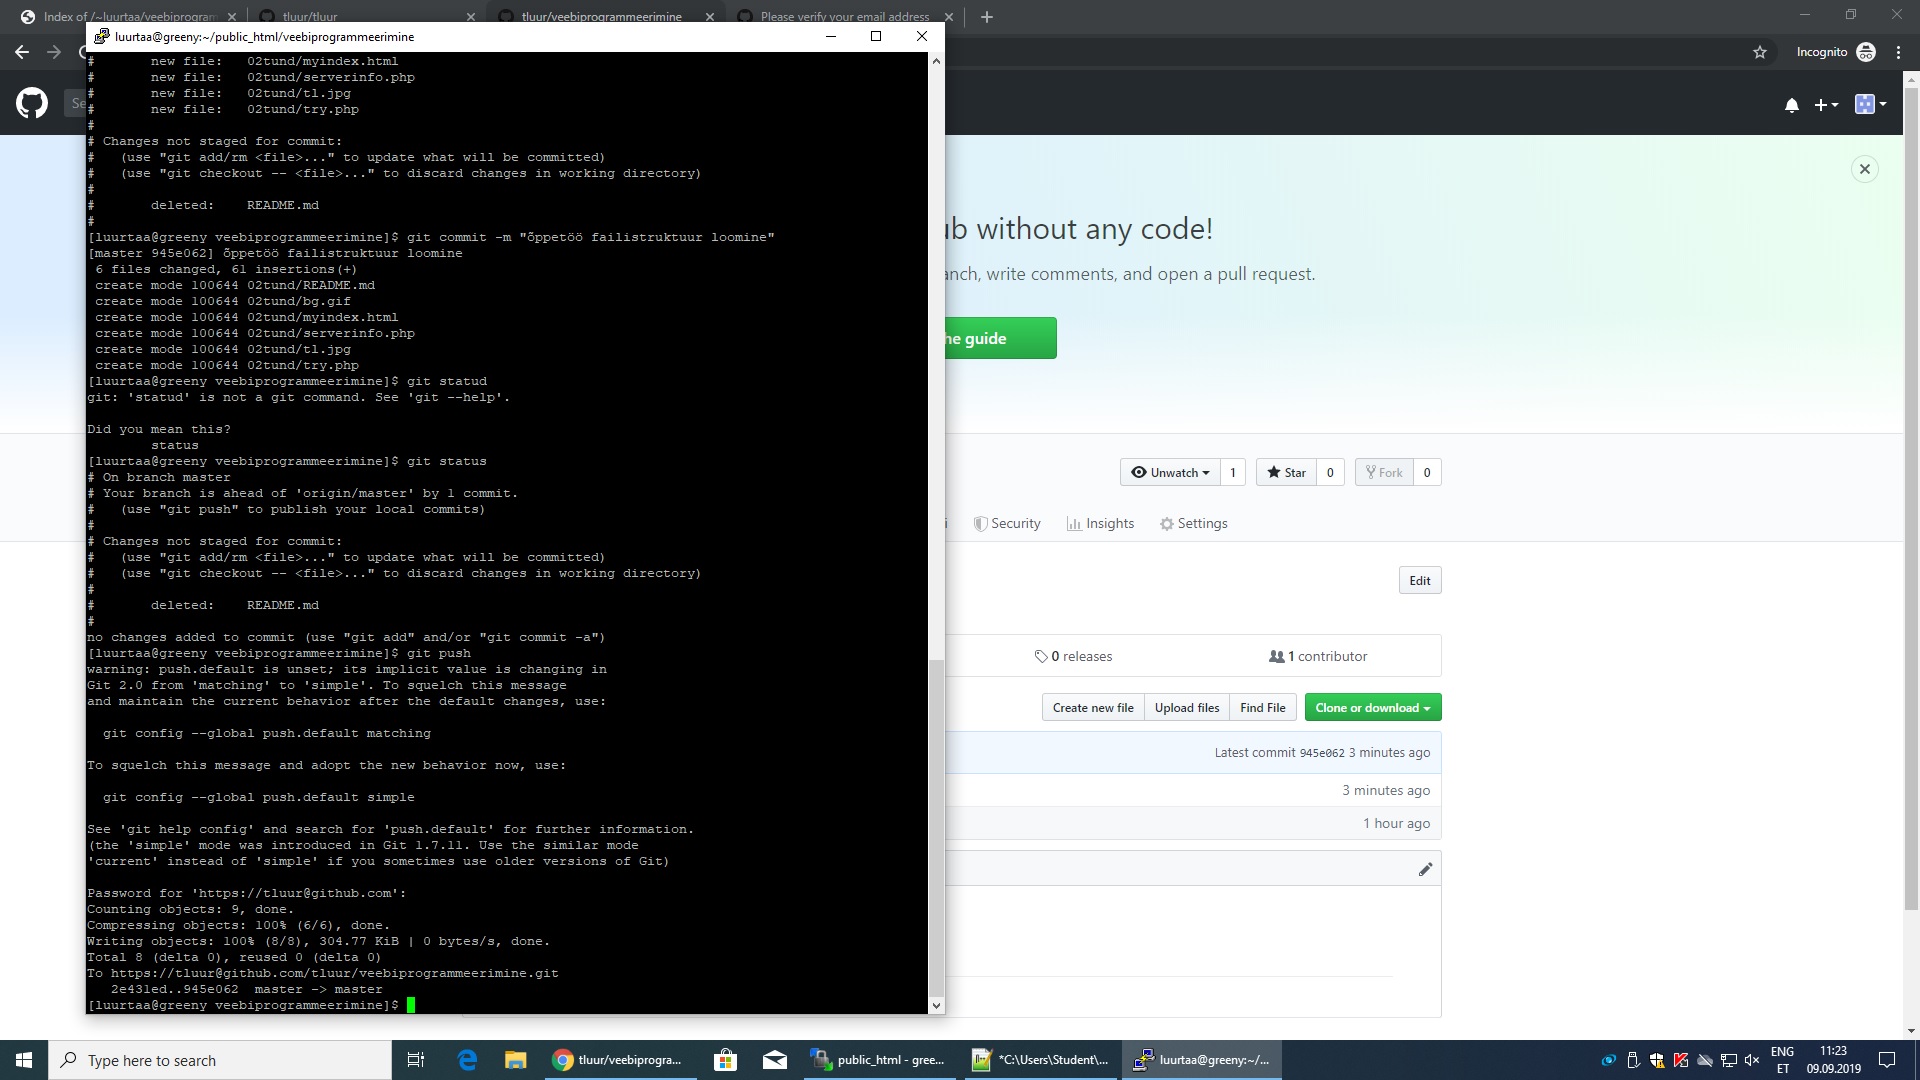 Index of /~luurtaa/veebiprogram
tluur/tluur
tluur/veebiprogrammeerimine
Please verify your email address
Incognito
luurtaa@greeny:~/public_html/veebiprogrammeerimine
Se
#       new file:   02tund/myindex.html
#       new file:   02tund/serverinfo.php
#       new file:   02tund/tl.jpg
#       new file:   02tund/try.php
#
# Changes not staged for commit:
#   (use "git add/rm <file>..." to update what will be committed)
#   (use "git checkout -- <file>..." to discard changes in working directory)
#
#       deleted:    README.md
#
[luurtaa@greeny veebiprogrammeerimine]$ git commit -m "õppetöö failistruktuur loomine"
[master 945e062] õppetöö failistruktuur loomine
 6 files changed, 61 insertions(+)
 create mode 100644 02tund/README.md
 create mode 100644 02tund/bg.gif
 create mode 100644 02tund/myindex.html
 create mode 100644 02tund/serverinfo.php
 create mode 100644 02tund/tl.jpg
 create mode 100644 02tund/try.php
[luurtaa@greeny veebiprogrammeerimine]$ git statud
git: 'statud' is not a git command. See 'git --help'.
Did you mean this?
        status
[luurtaa@greeny veebiprogrammeerimine]$ git status
# On branch master
# Your branch is ahead of 'origin/master' by 1 commit.
#   (use "git push" to publish your local commits)
#
# Changes not staged for commit:
#   (use "git add/rm <file>..." to update what will be committed)
#   (use "git checkout -- <file>..." to discard changes in working directory)
#
#       deleted:    README.md
#
no changes added to commit (use "git add" and/or "git commit -a")
[luurtaa@greeny veebiprogrammeerimine]$ git push
warning: push.default is unset; its implicit value is changing in
Git 2.0 from 'matching' to 'simple'. To squelch this message
and maintain the current behavior after the default changes, use:
  git config --global push.default matching
To squelch this message and adopt the new behavior now, use:
  git config --global push.default simple
See 'git help config' and search for 'push.default' for further information.
(the 'simple' mode was introduced in Git 1.7.11. Use the similar mode
'current' instead of 'simple' if you sometimes use older versions of Git)
Password for 'https://tluur@github.com':
Counting objects: 9, done.
Compressing objects: 100% (6/6), done.
Writing objects: 100% (8/8), 304.77 KiB | 0 bytes/s, done.
Total 8 (delta 0), reused 0 (delta 0)
To https://tluur@github.com/tluur/veebiprogrammeerimine.git
   2e431ed..945e062  master -> master
[luurtaa@greeny veebiprogrammeerimine]$
ub without any code!
anch, write comments, and open a pull request.
he guide
Unwatch 1 Star 0 Fork 0
i Security Insights Settings
Edit
0 releases 1 contributor
Create new file Upload files Find File Clone or download
Latest commit 945e062 3 minutes ago
3 minutes ago
1 hour ago
Type here to search
tluur/veebiprogra...
public_html - gree...
*C:\Users\Student\...
luurtaa@greeny:~/...
ENG
ET
11:23
09.09.2019